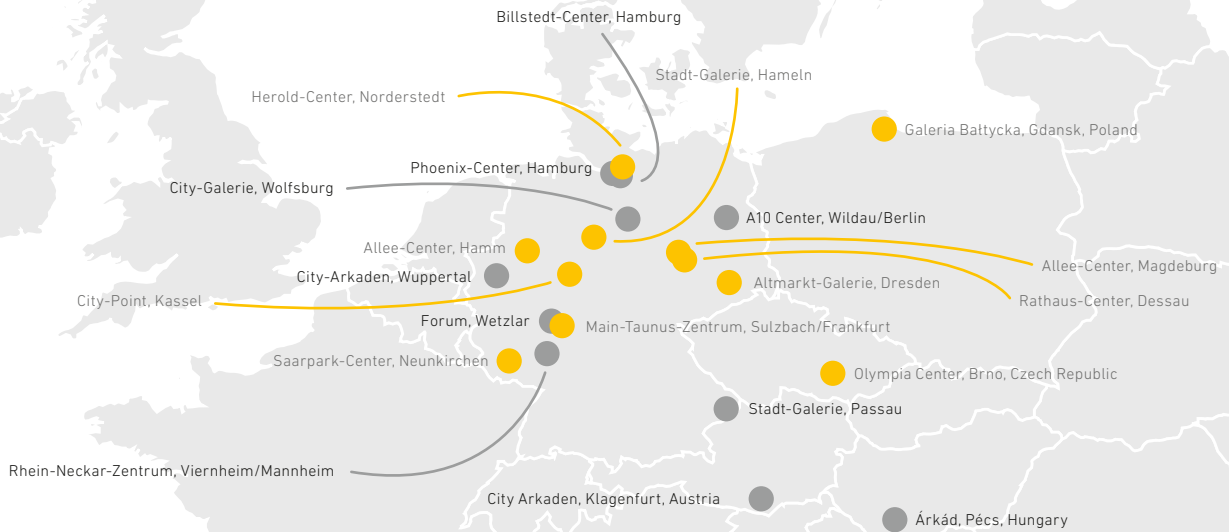 Billstedt-Center, Hamburg
Stadt-Galerie, Hameln
Herold-Center, Norderstedt
Galeria Bałtycka, Gdansk, Poland
Phoenix-Center, Hamburg
City-Galerie, Wolfsburg
A10 Center, Wildau/Berlin
Allee-Center, Hamm
Allee-Center, Magdeburg
City-Arkaden, Wuppertal
Altmarkt-Galerie, Dresden
City-Point, Kassel
Rathaus-Center, Dessau
Forum, Wetzlar
Main-Taunus-Zentrum, Sulzbach/Frankfurt
Saarpark-Center, Neunkirchen
Olympia Center, Brno, Czech Republic
Stadt-Galerie, Passau
Rhein-Neckar-Zentrum, Viernheim/Mannheim
City Arkaden, Klagenfurt, Austria
Árkád, Pécs, Hungary